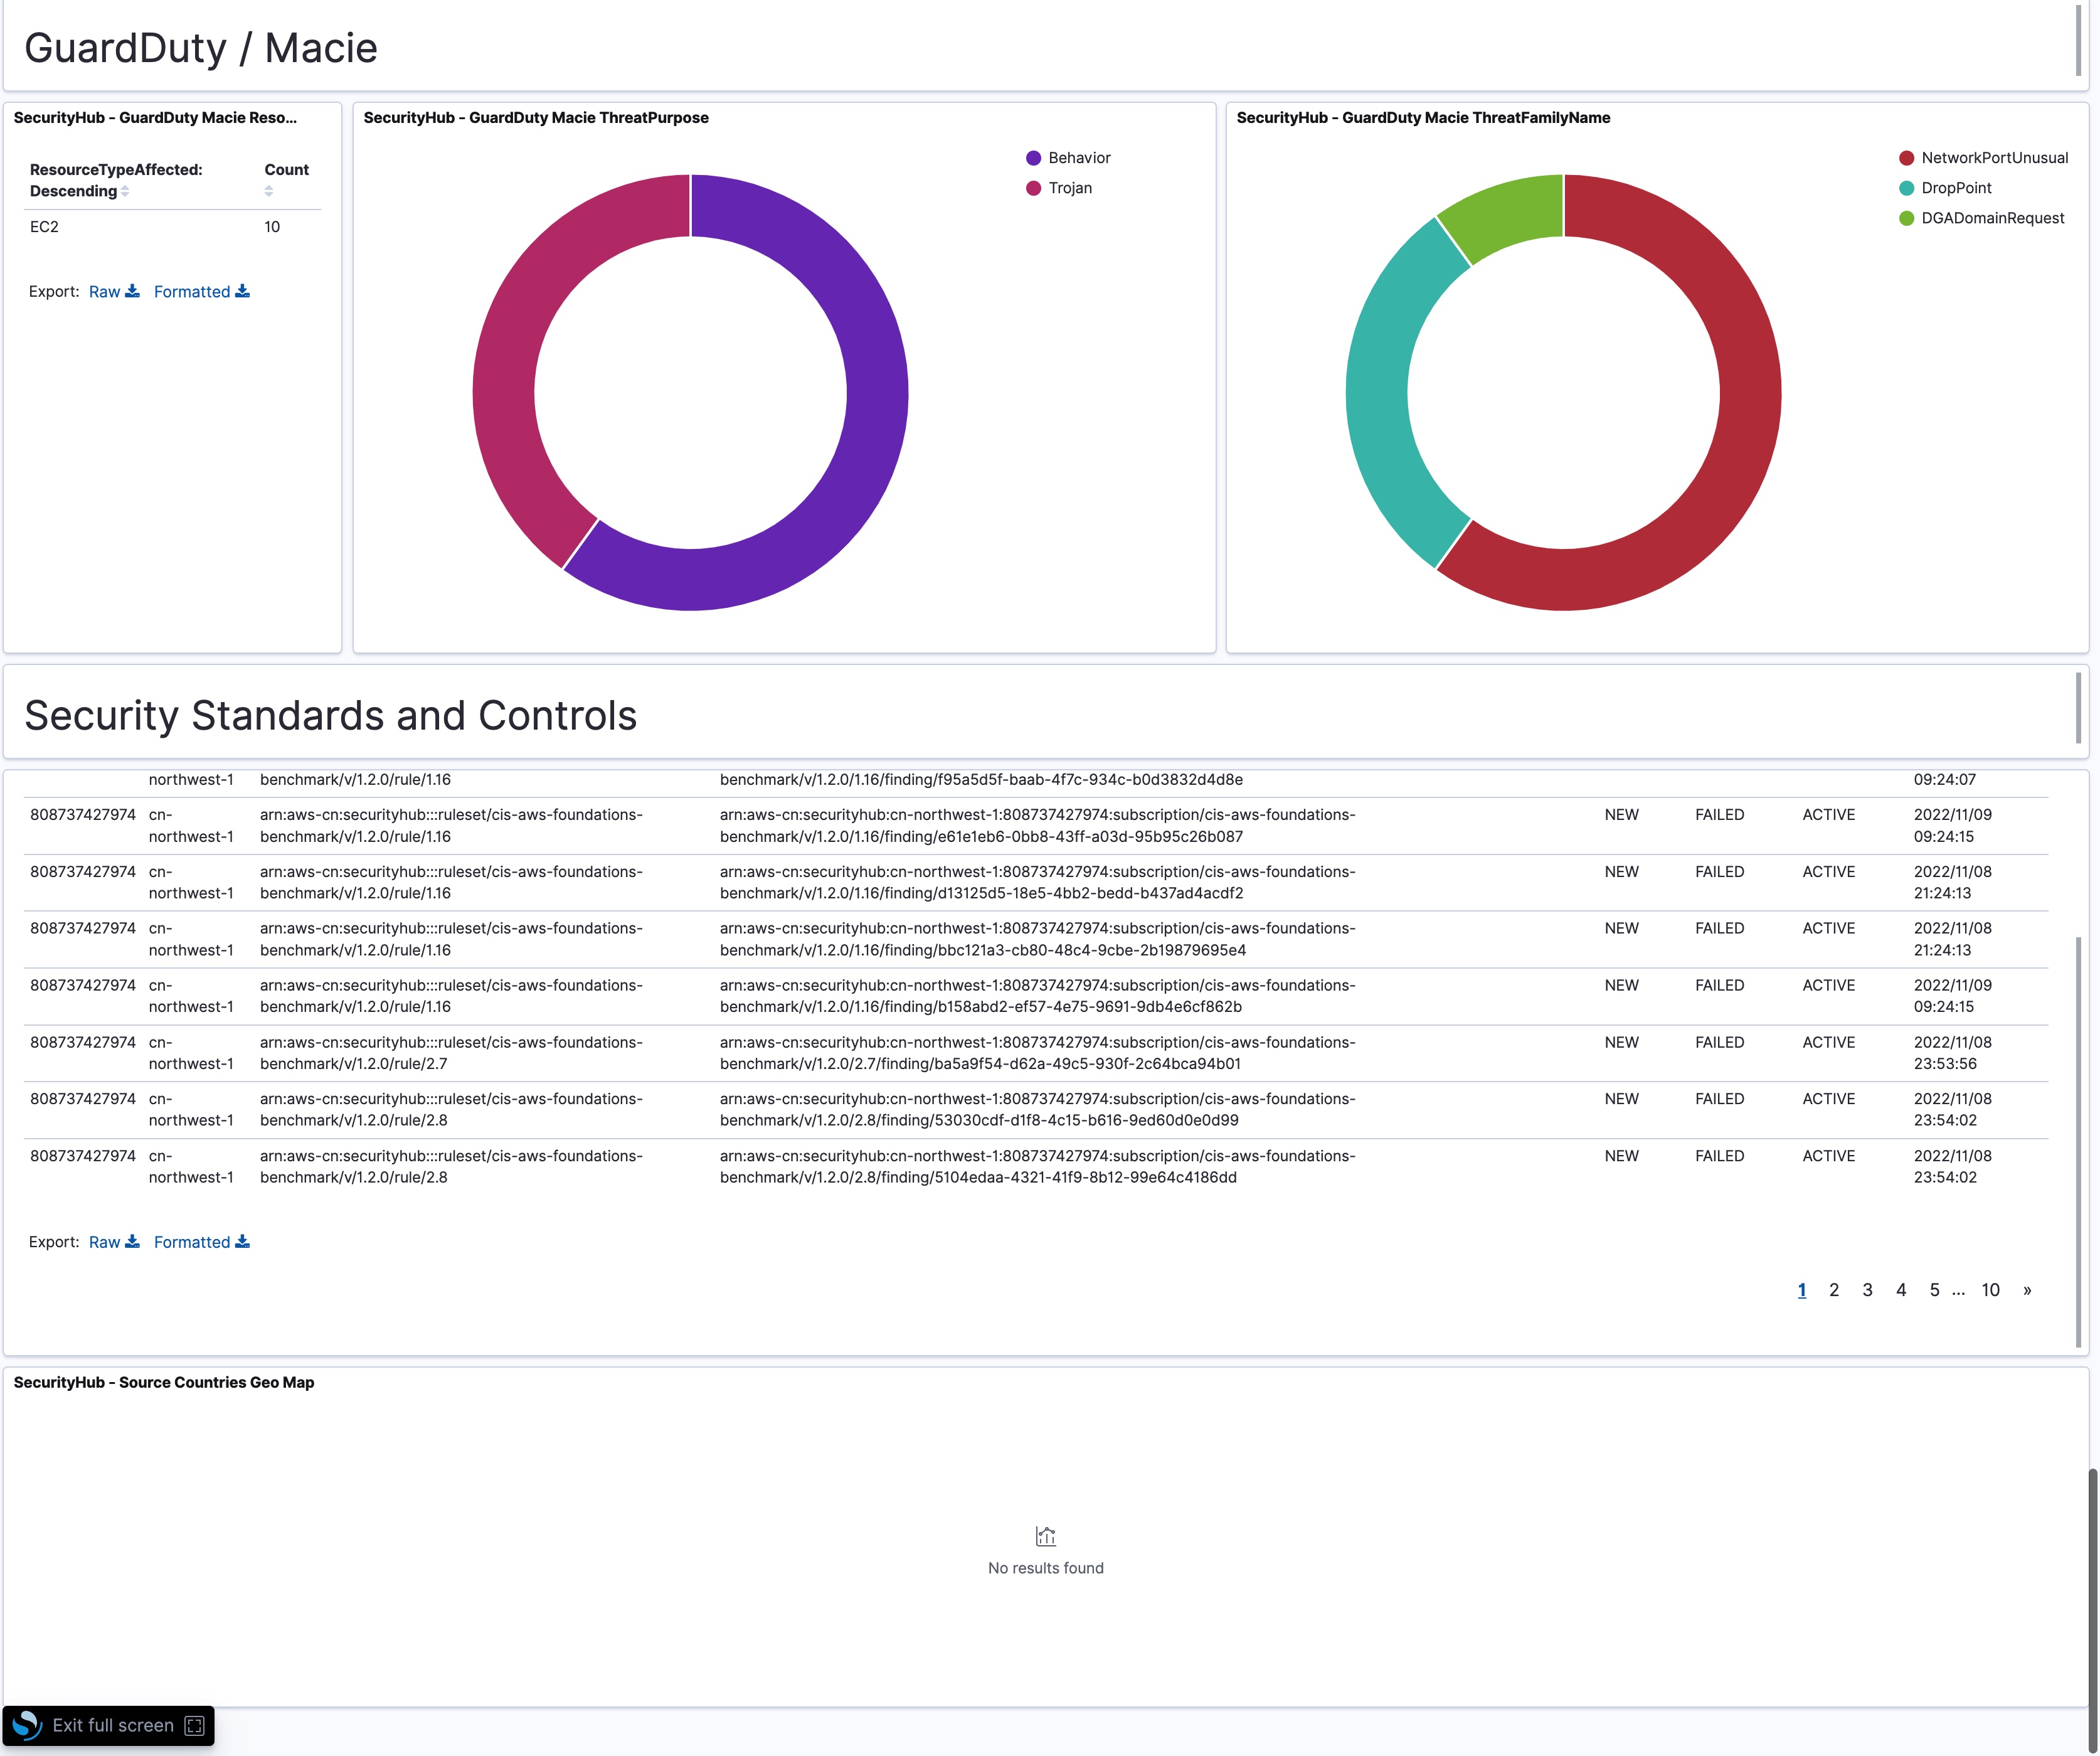 GuardDuty / Macie
SecurityHub - GuardDuty Macie Reso...
ResourceTypeAffected: Descending
Count
EC2 10
Export: Raw Formatted
SecurityHub - GuardDuty Macie ThreatPurpose
Behavior
Trojan
SecurityHub - GuardDuty Macie ThreatFamilyName
NetworkPortUnusual
DropPoint
DGADomainRequest
Security Standards and Controls
northwest-1 benchmark/v/1.2.0/rule/1.16 benchmark/v/1.2.0/1.16/finding/f95a5d5f-baab-4f7c-934c-b0d3832d4d8e 09:24:07
808737427974 cn- arn:aws-cn:securityhub:::ruleset/cis-aws-foundations- arn:aws-cn:securityhub:cn-northwest-1:808737427974:subscription/cis-aws-foundations- NEW FAILED ACTIVE 2022/11/09
northwest-1 benchmark/v/1.2.0/rule/1.16 benchmark/v/1.2.0/1.16/finding/e61e1eb6-0bb8-43ff-a03d-95b95c26b087 09:24:15
808737427974 cn- arn:aws-cn:securityhub:::ruleset/cis-aws-foundations- arn:aws-cn:securityhub:cn-northwest-1:808737427974:subscription/cis-aws-foundations- NEW FAILED ACTIVE 2022/11/08
northwest-1 benchmark/v/1.2.0/rule/1.16 benchmark/v/1.2.0/1.16/finding/d13125d5-18e5-4bb2-bedd-b437ad4acdf2 21:24:13
808737427974 cn- arn:aws-cn:securityhub:::ruleset/cis-aws-foundations- arn:aws-cn:securityhub:cn-northwest-1:808737427974:subscription/cis-aws-foundations- NEW FAILED ACTIVE 2022/11/08
northwest-1 benchmark/v/1.2.0/rule/1.16 benchmark/v/1.2.0/1.16/finding/bbc121a3-cb80-48c4-9cbe-2b19879695e4 21:24:13
808737427974 cn- arn:aws-cn:securityhub:::ruleset/cis-aws-foundations- arn:aws-cn:securityhub:cn-northwest-1:808737427974:subscription/cis-aws-foundations- NEW FAILED ACTIVE 2022/11/09
northwest-1 benchmark/v/1.2.0/rule/1.16 benchmark/v/1.2.0/1.16/finding/b158abd2-ef57-4e75-9691-9db4e6cf862b 09:24:15
808737427974 cn- arn:aws-cn:securityhub:::ruleset/cis-aws-foundations- arn:aws-cn:securityhub:cn-northwest-1:808737427974:subscription/cis-aws-foundations- NEW FAILED ACTIVE 2022/11/08
northwest-1 benchmark/v/1.2.0/rule/2.7 benchmark/v/1.2.0/2.7/finding/ba5a9f54-d62a-49c5-930f-2c64bca94b01 23:53:56
808737427974 cn- arn:aws-cn:securityhub:::ruleset/cis-aws-foundations- arn:aws-cn:securityhub:cn-northwest-1:808737427974:subscription/cis-aws-foundations- NEW FAILED ACTIVE 2022/11/08
northwest-1 benchmark/v/1.2.0/rule/2.8 benchmark/v/1.2.0/2.8/finding/53030cdf-d1f8-4c15-b616-9ed60d0e0d99 23:54:02
808737427974 cn- arn:aws-cn:securityhub:::ruleset/cis-aws-foundations- arn:aws-cn:securityhub:cn-northwest-1:808737427974:subscription/cis-aws-foundations- NEW FAILED ACTIVE 2022/11/08
northwest-1 benchmark/v/1.2.0/rule/2.8 benchmark/v/1.2.0/2.8/finding/5104edaa-4321-41f9-8b12-99e64c4186dd 23:54:02
Export: Raw Formatted
1 2 3 4 5 ... 10 »
SecurityHub - Source Countries Geo Map
No results found
Exit full screen